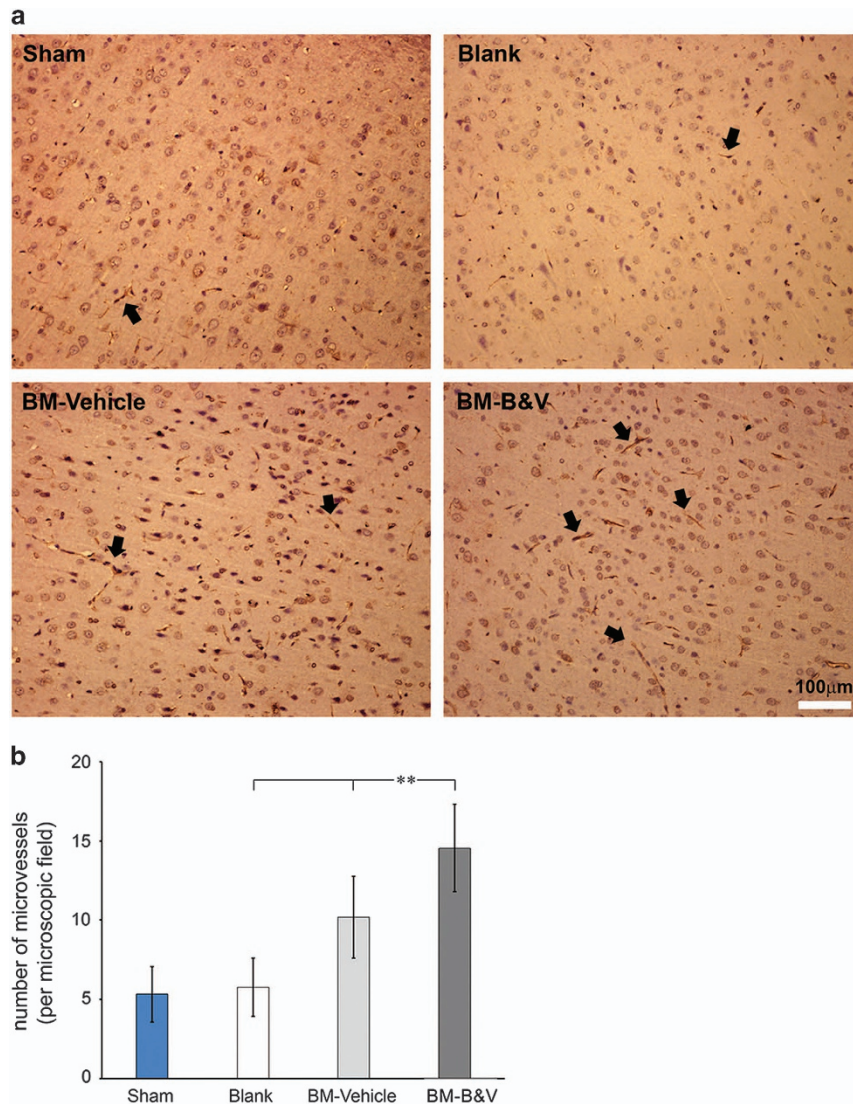 a
Sham
Blank
BM-Vehicle
BM-B&V
100μm
b
20
15
10
5
0
number of microvessels
(per microscopic field)
**
Sham
Blank
BM-Vehicle
BM-B&V